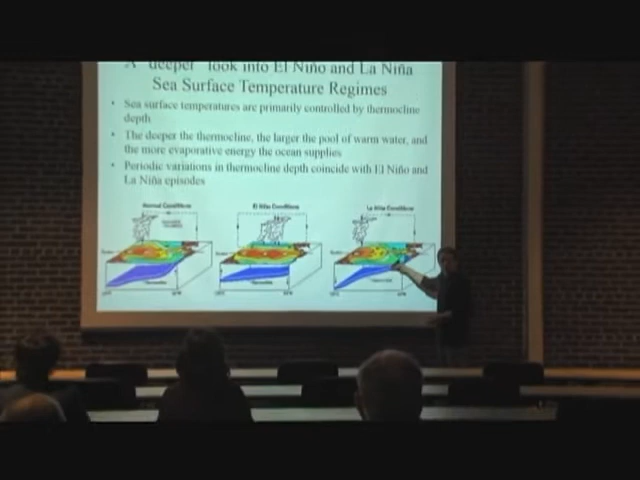 A "deeper" look into El Niño and La Niña
Sea Surface Temperature Regimes
• Sea surface temperatures are primarily controlled by thermocline
depth
• The deeper the thermocline, the larger the pool of warm water, and
the more evaporative energy the ocean supplies
• Periodic variations in thermocline depth coincide with El Niño and
La Niña episodes
Normal Conditions
El Niño Conditions
La Niña Conditions